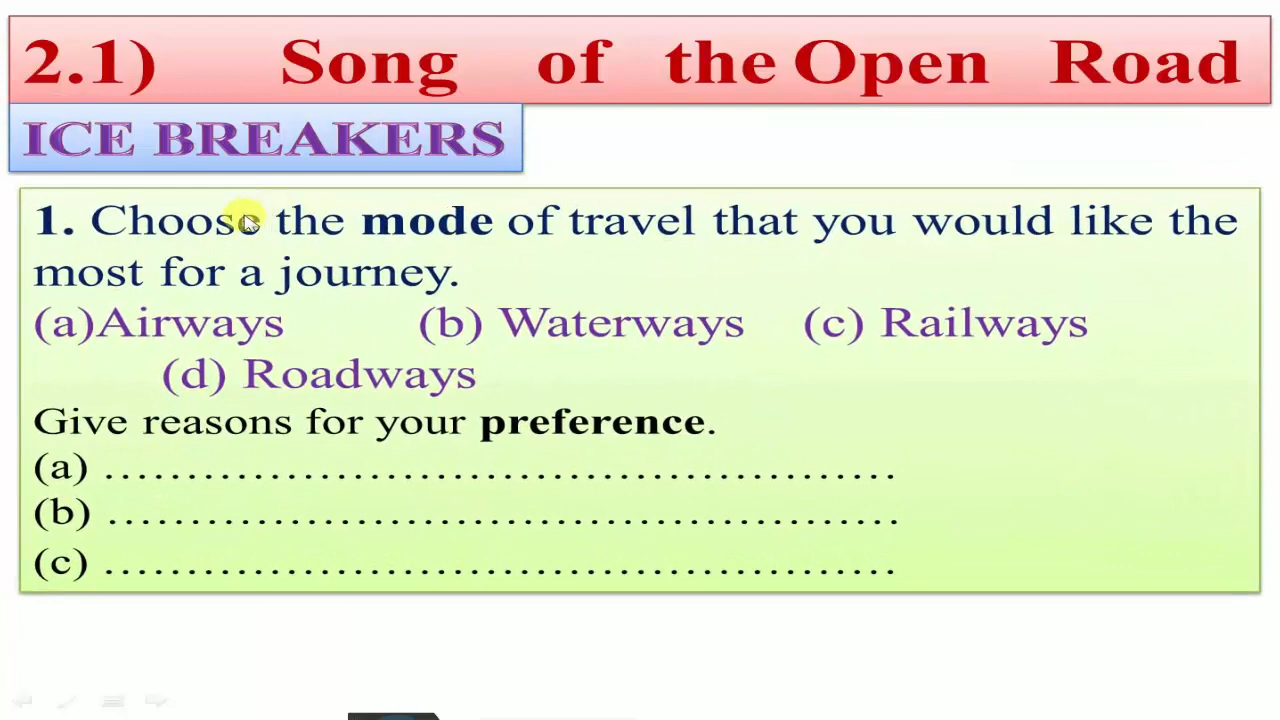 2.1) Song of the Open Road
ICE BREAKERS
1. Choose the mode of travel that you would like the
most for a journey.
(a)Airways (b) Waterways (c) Railways
(d) Roadways
Give reasons for your preference.
(a) ................................................
(b) ................................................
(c) ................................................